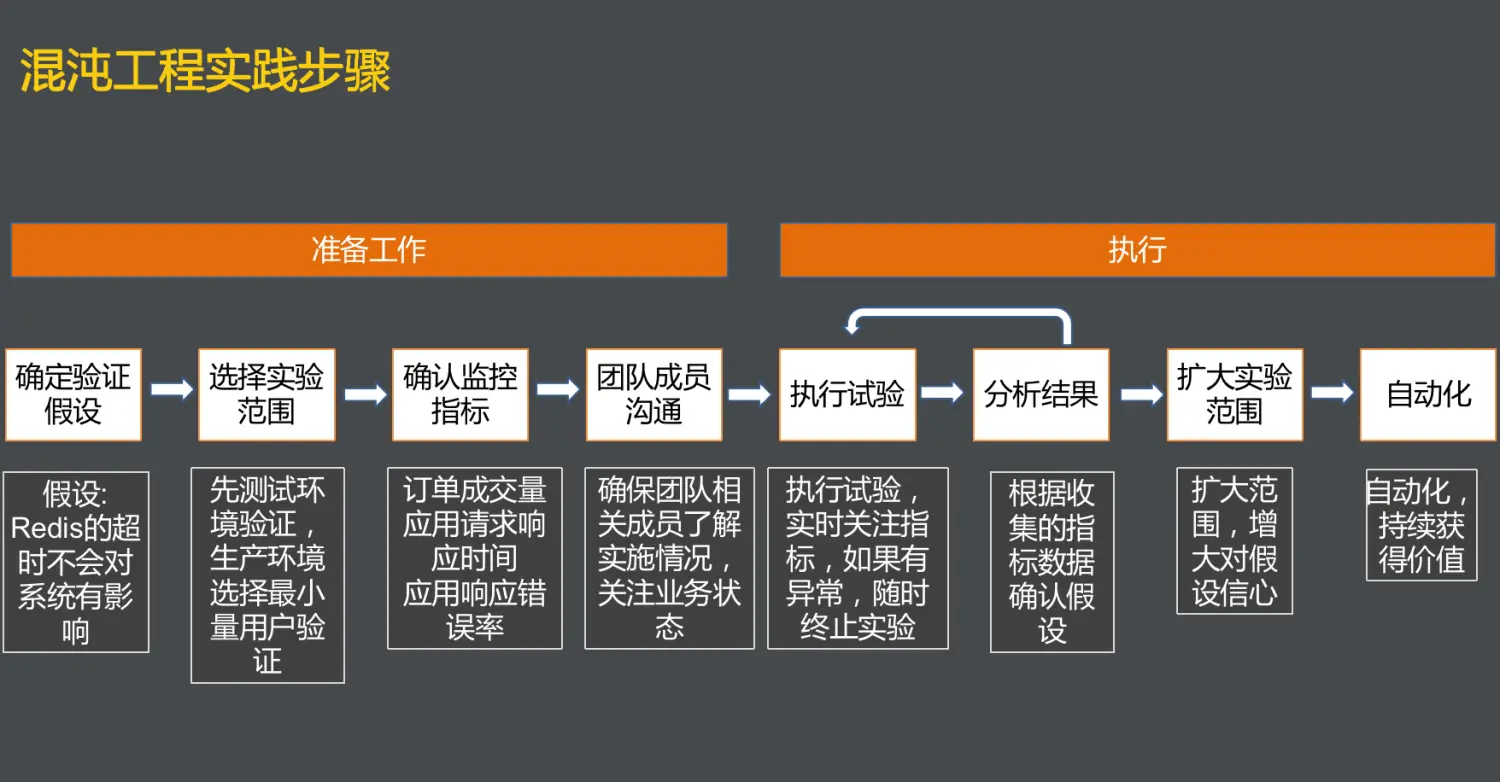 混沌工程实践步骤
准备工作
执行
确定验证
假设
选择实验
范围
确认监控
指标
团队成员
沟通
执行试验
分析结果
扩大实验
范围
自动化
假设:
Redis的超
时不会对
系统有影
响
先测试环
境验证，
生产环境
选择最小
量用户验
证
订单成交量
应用请求响
应时间
应用响应错
误率
确保团队相
关成员了解
实施情况，
关注业务状
态
执行试验，
实时关注指
标，如果有
异常，随时
终止实验
根据收
集的指
标数据
确认假
设
扩大范
围，增
大对假
设信心
自动化，
持续获
得价值